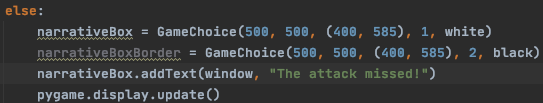 else:
narrativeBox = GameChoice(500, 500, (400, 585), 1, white)
narrativeBoxBorder = GameChoice(500, 500, (400, 585), 2, black)
narrativeBox.addText(window, "The attack missed!")
pygame.display.update()